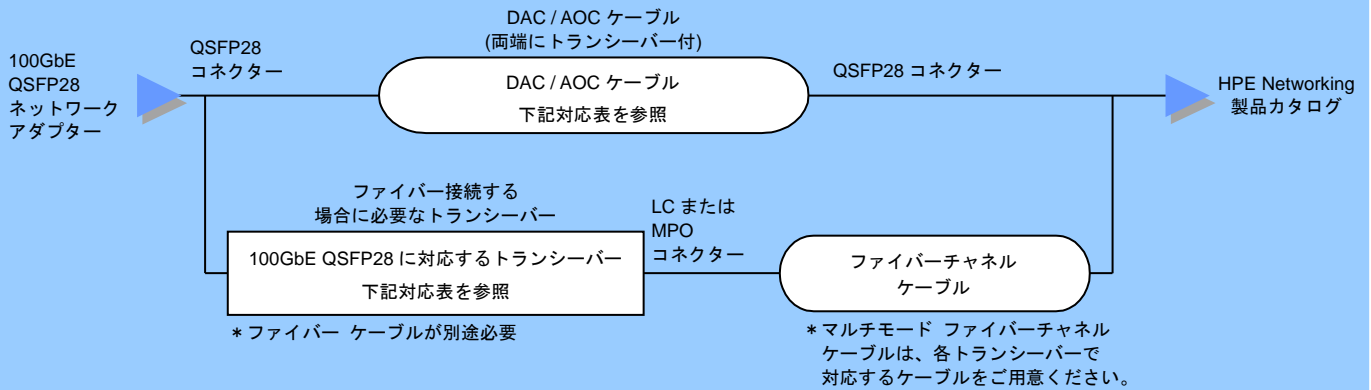 100GbE
QSFP28
ネットワーク
アダプター
QSFP28
コネクター
DAC / AOC ケーブル
(両端にトランシーバー付)
DAC / AOC ケーブル
下記対応表を参照
QSFP28 コネクター
HPE Networking
製品カタログ
ファイバー接続する
場合に必要なトランシーバー
100GbE QSFP28 に対応するトランシーバー
下記対応表を参照
＊ファイバー ケーブルが別途必要
LC または
MPO
コネクター
ファイバーチャネル
ケーブル
＊マルチモード ファイバーチャネル
ケーブルは、各トランシーバーで
対応するケーブルをご用意ください。